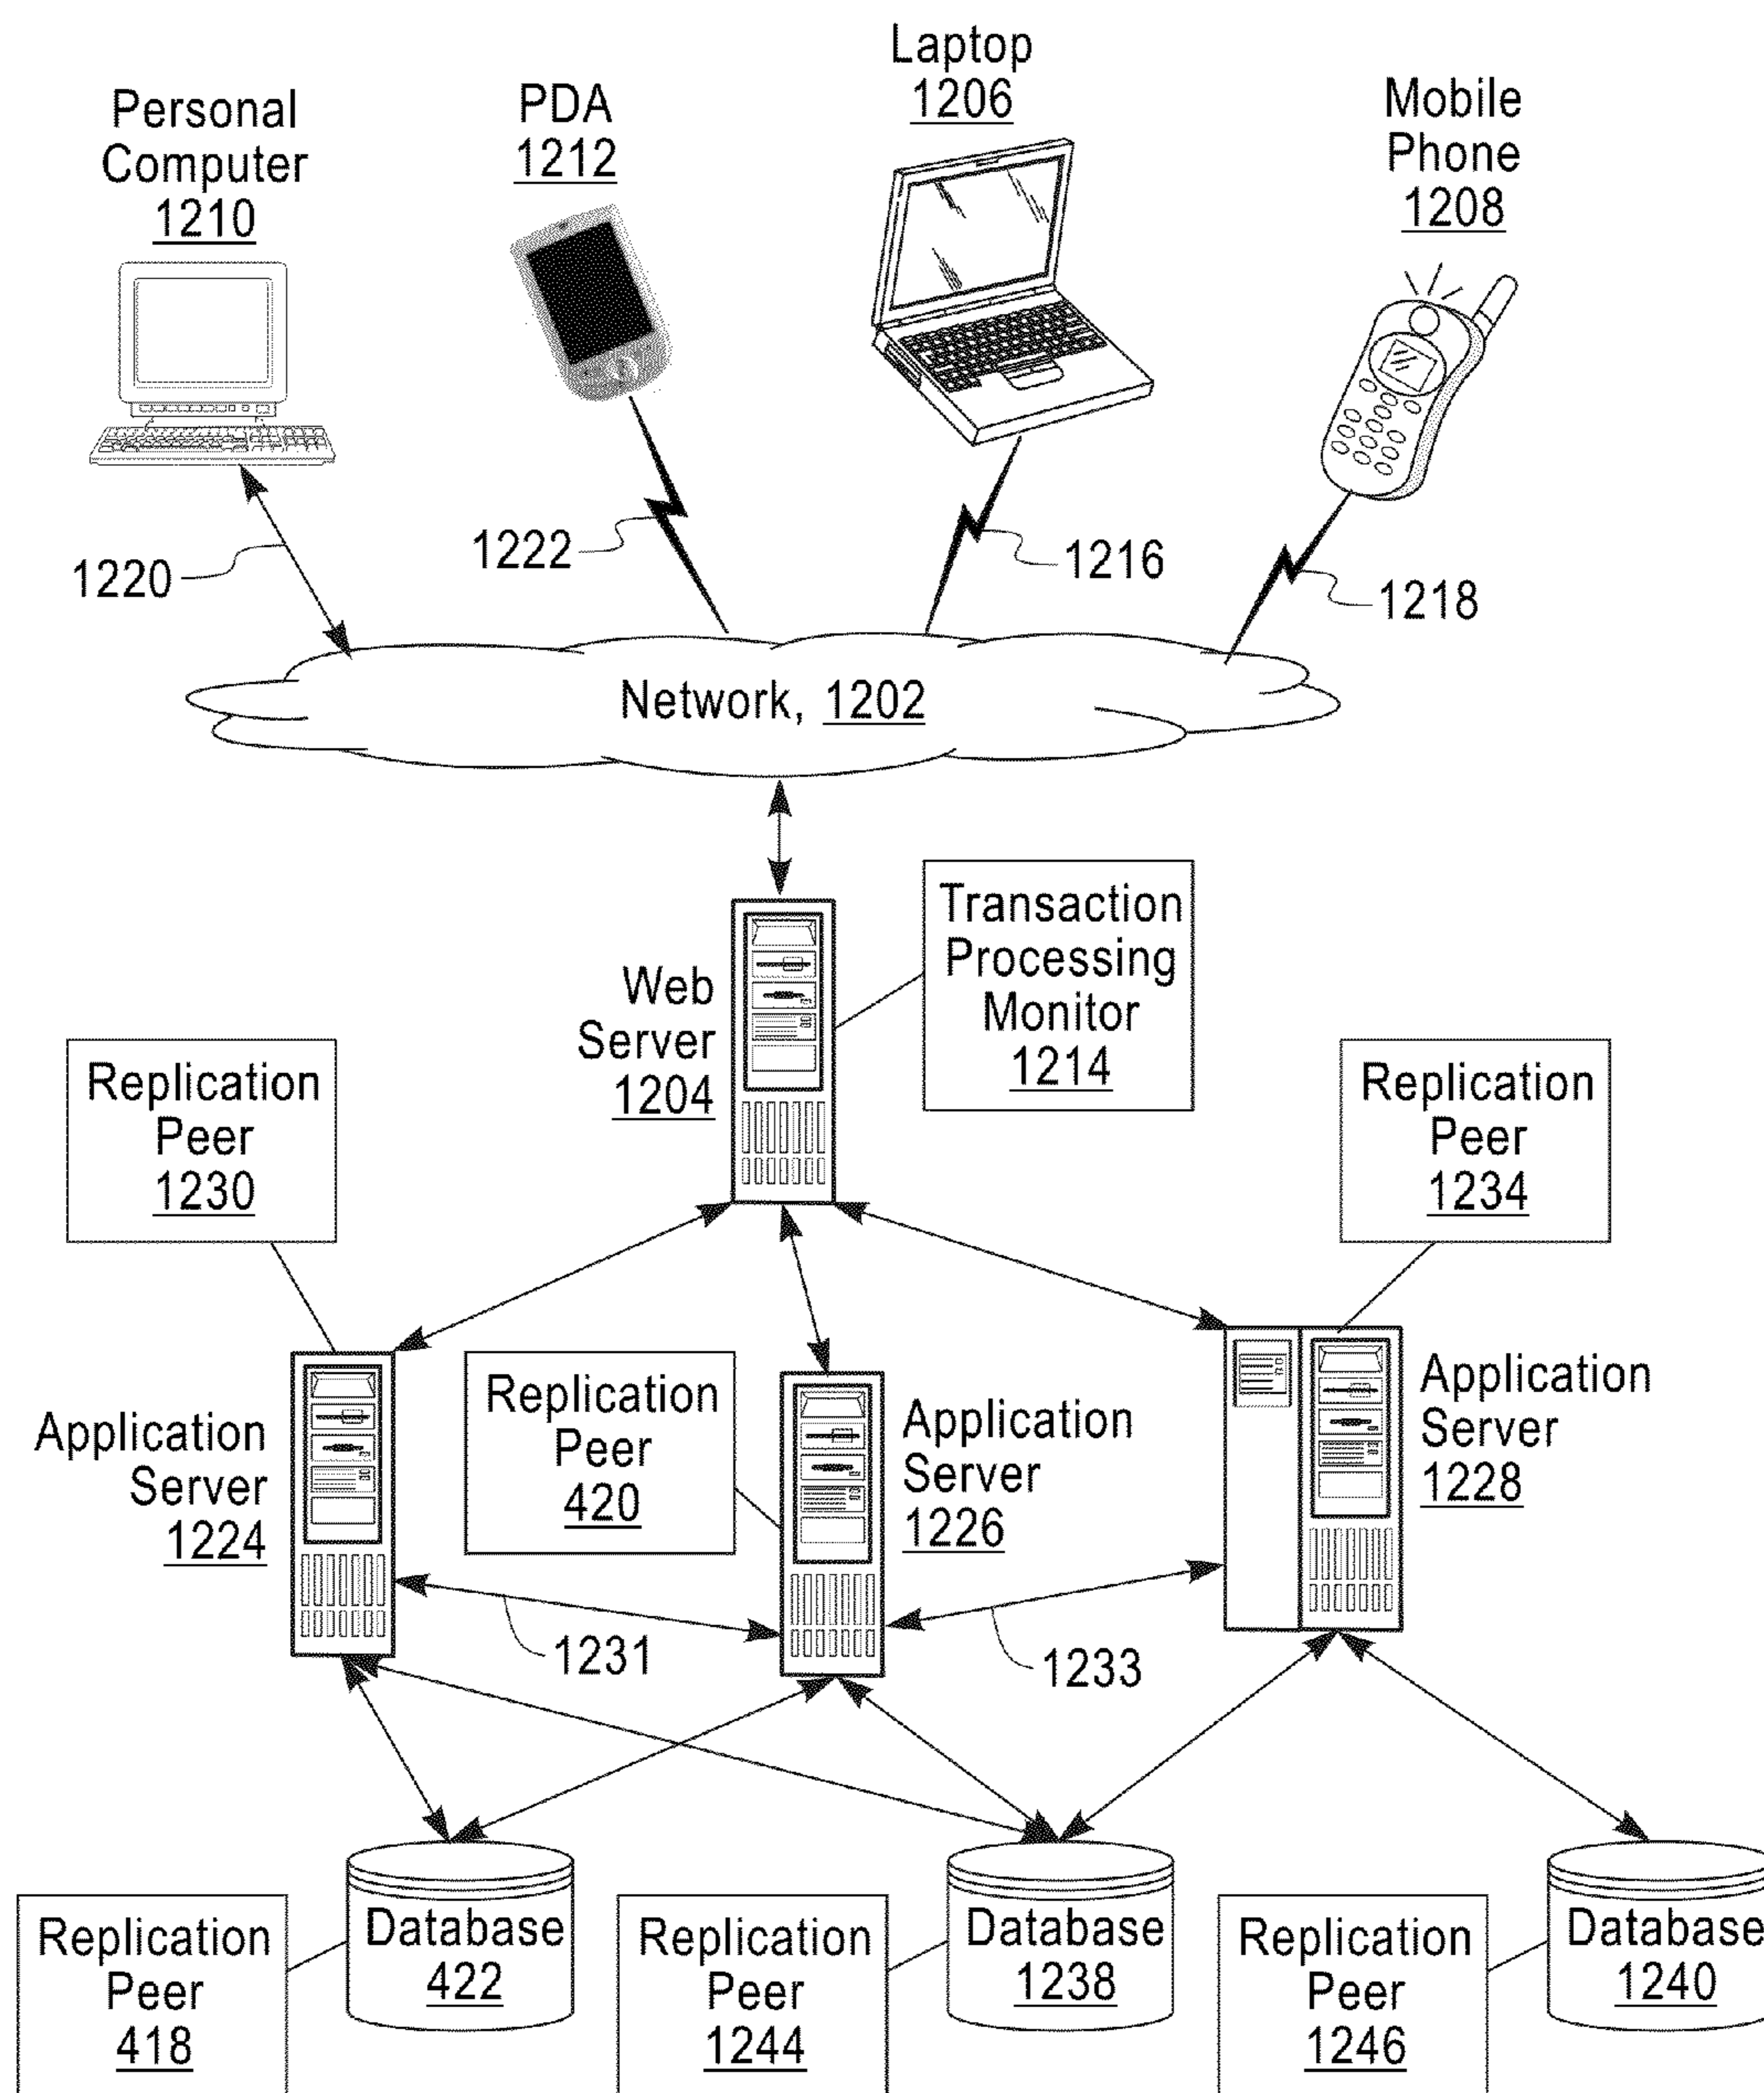 Laptop
1206
Personal
Computer
1210
PDA
1212
Mobile
Phone
1208
1220
1222
1216
1218
Network, 1202
Transaction
Processing
Monitor
1214
Web
Server
1204
Replication
Peer
1230
Replication
Peer
1234
Application
Server
1224
Replication
Peer
420
Application
Server
1226
Application
Server
1228
1231
1233
Replication
Peer
418
Database
422
Replication
Peer
1244
Database
1238
Replication
Peer
1246
Database
1240